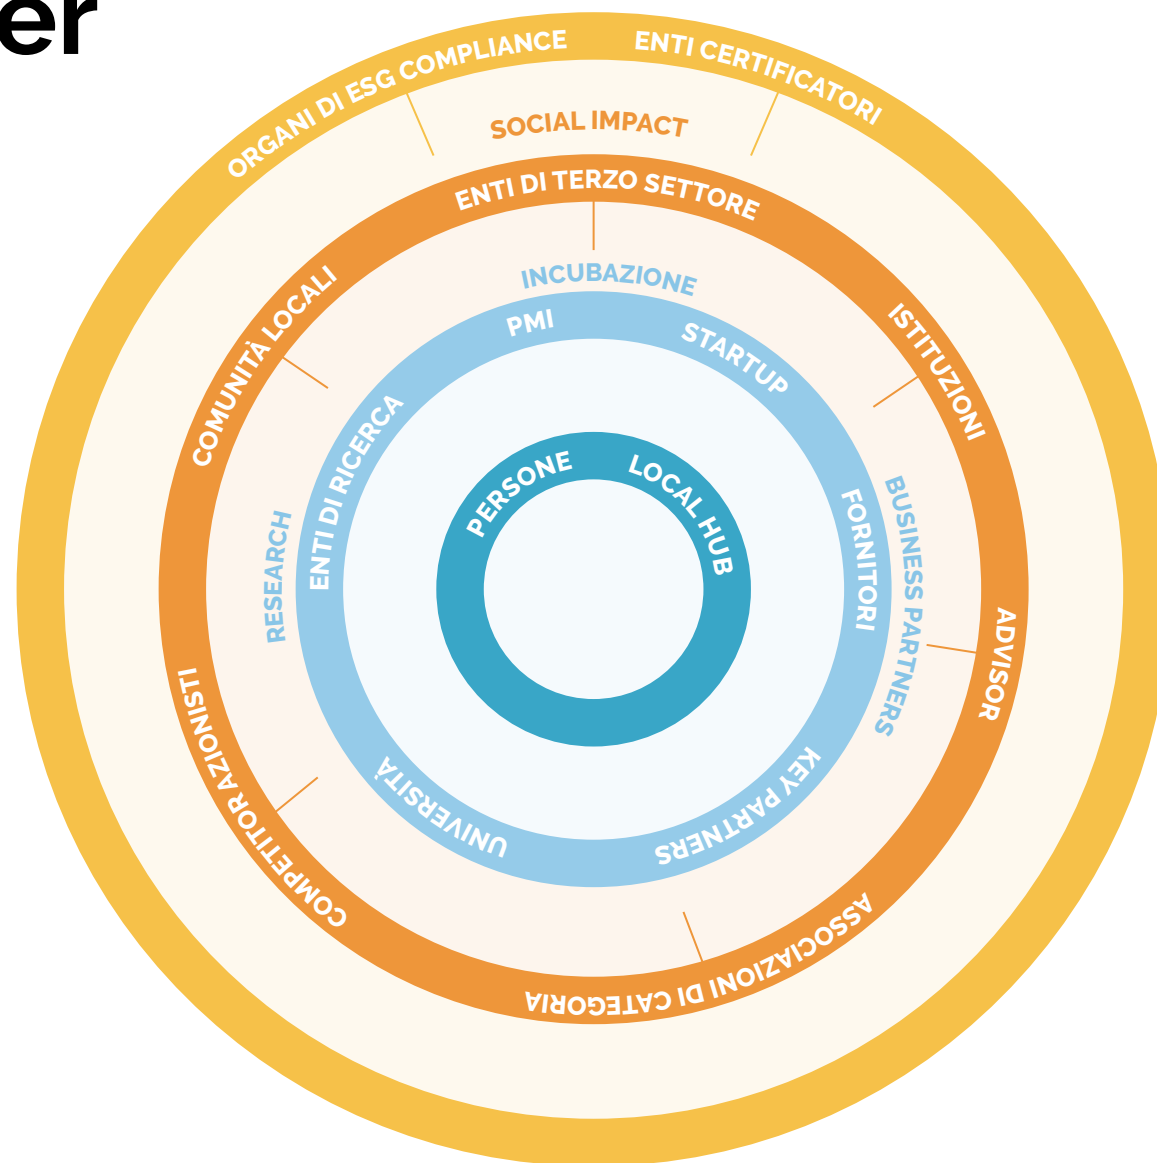 er
ORGANI DI ESG COMPLIANCE
ENTI CERTIFICATORI
SOCIAL IMPACT
ENTI DI TERZO SETTORE
COMUNITÀ LOCALI
ISTITUZIONI
INCUBAZIONE
PMI
STARTUP
ENTI DI RICERCA
PERSONE
LOCAL HUB
RESEARCH
FORNITORI
BUSINESS PARTNERS
ADVISOR
COMPETITOR AZIONISTI
UNIVERSITÀ
KEY PARTNERS
ASSOCIAZIONI DI CATEGORIA